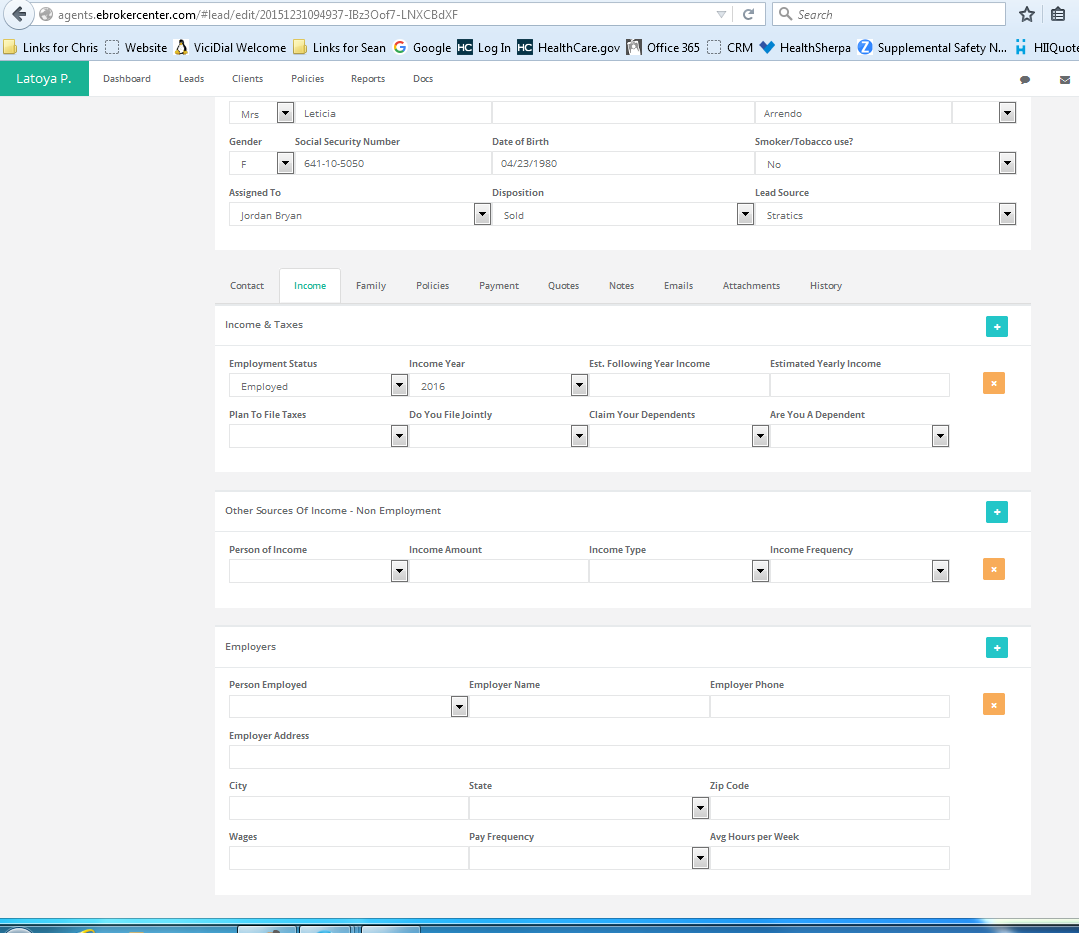 agents.ebrokercenter.com/#lead/edit/20151231094937-IBz3Oof7-LNXCBdXF Search
Links for Chris Website ViciDial Welcome Links for Sean Google HC Log In HC HealthCare.gov Office 365 CRM HealthSherpa Supplemental Safety N... HIIQuote
Latoya P. Dashboard Leads Clients Policies Reports Docs
Mrs Leticia Arrendo
Gender Social Security Number Date of Birth Smoker/Tobacco use?
F 641-10-5050 04/23/1980 No
Assigned To Disposition Lead Source
Jordan Bryan Sold Stratics
Contact Income Family Policies Payment Quotes Notes Emails Attachments History
Income & Taxes
Employment Status Income Year Est. Following Year Income Estimated Yearly Income
Employed 2016
Plan To File Taxes Do You File Jointly Claim Your Dependents Are You A Dependent
Other Sources Of Income - Non Employment
Person of Income Income Amount Income Type Income Frequency
Employers
Person Employed Employer Name Employer Phone
Employer Address
City State Zip Code
Wages Pay Frequency Avg Hours per Week